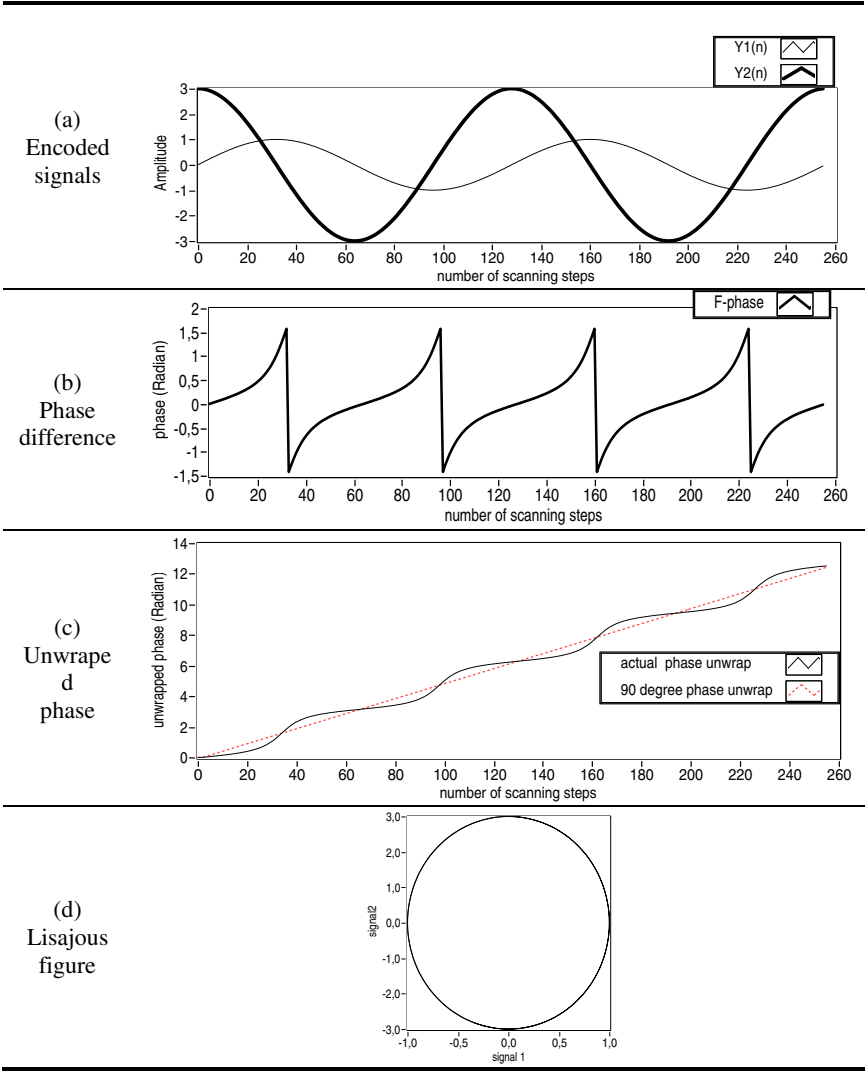 Y1(n)
Y2(n)
(a)
Encoded
signals
Amplitude
3
2
1
0
-1
-2
-3
0 20 40 60 80 100 120 140 160 180 200 220 240 260
number of scanning steps
F-phase
(b)
Phase
difference
phase (Radian)
2
1,5
1
0,5
0
-0,5
-1
-1,5
0 20 40 60 80 100 120 140 160 180 200 220 240 260
number of scanning steps
(c)
Unwrape
d
phase
unwrapped phase (Radian)
14
12
10
8
6
4
2
0
actual phase unwrap
90 degree phase unwrap
0 20 40 60 80 100 120 140 160 180 200 220 240 260
number of scanning steps
(d)
Lisajous
figure
signal2
3,0
2,0
1,0
0,0
-1,0
-2,0
-3,0
-1,0 -0,5 0,0 0,5 1,0
signal 1